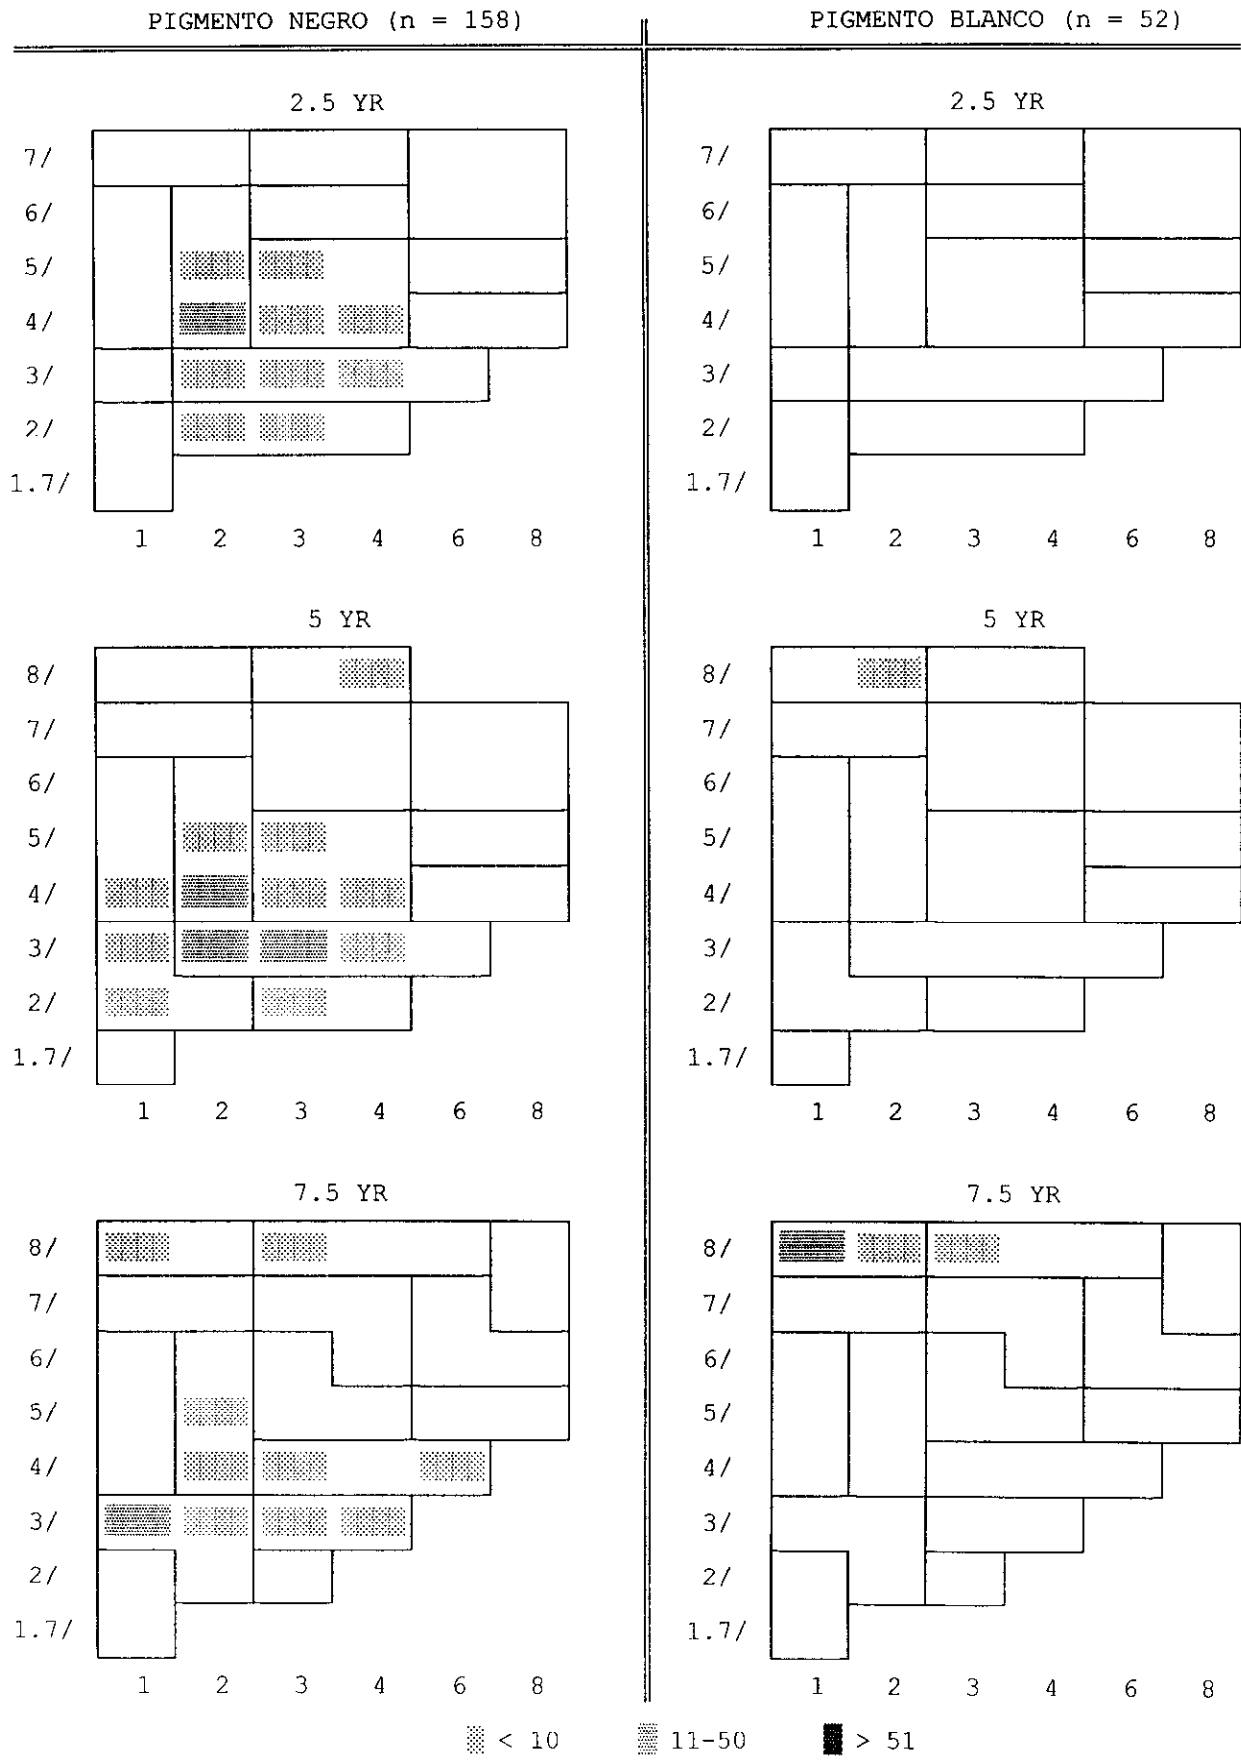 PIGMENTO NEGRO (n = 158) PIGMENTO BLANCO (n = 52)
2.5 YR 2.5 YR
7/ 7/
6/ 6/
5/ 5/
4/ 4/
3/ 3/
2/ 2/
1.7/ 1.7/
1 2 3 4 6 8 1 2 3 4 6 8
5 YR 5 YR
8/ 8/
7/ 7/
6/ 6/
5/ 5/
4/ 4/
3/ 3/
2/ 2/
1.7/ 1.7/
1 2 3 4 6 8 1 2 3 4 6 8
7.5 YR 7.5 YR
8/ 8/
7/ 7/
6/ 6/
5/ 5/
4/ 4/
3/ 3/
2/ 2/
1.7/ 1.7/
1 2 3 4 6 8 1 2 3 4 6 8
< 10 11-50 > 51